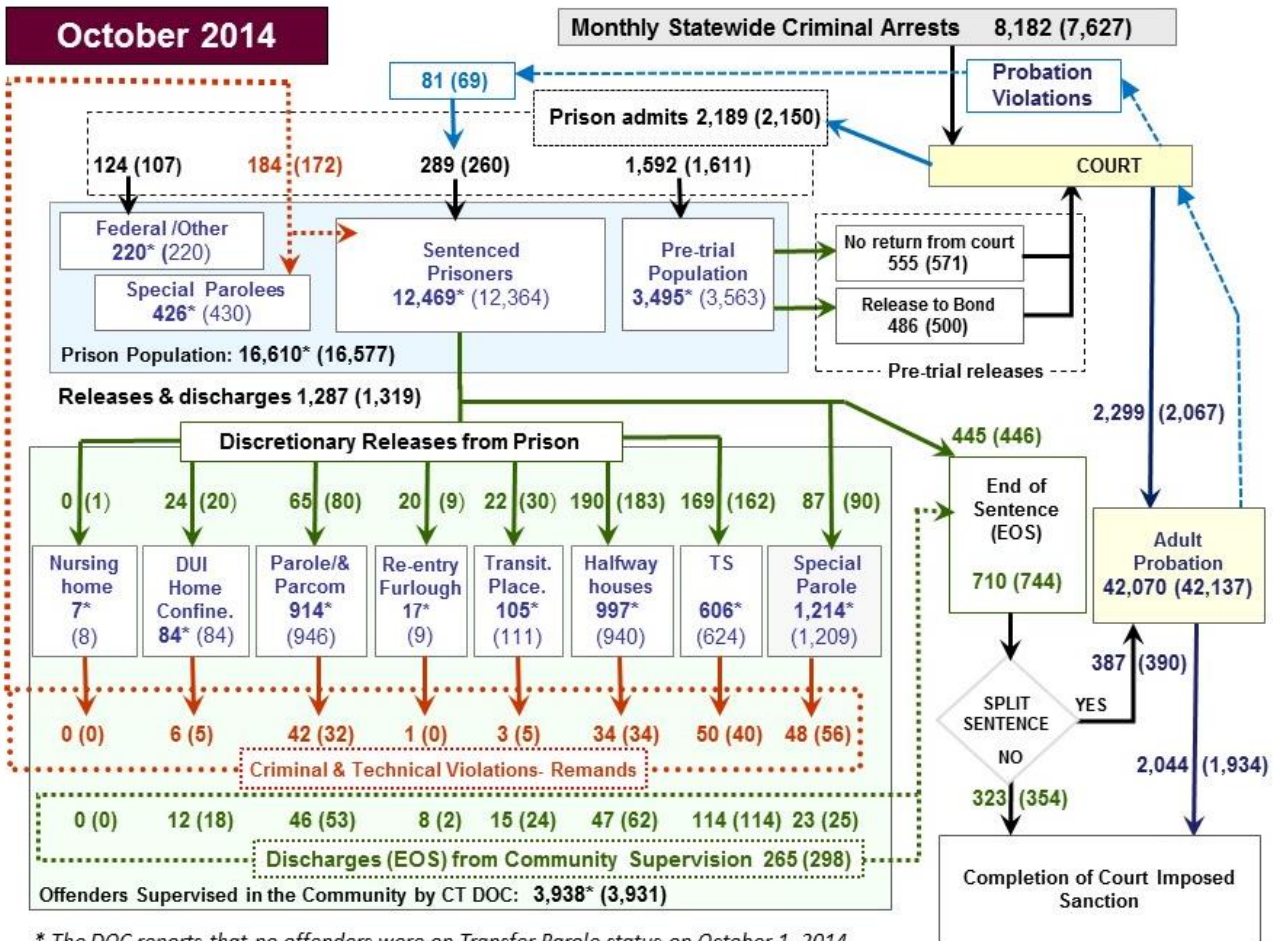 October 2014
Monthly Statewide Criminal Arrests 8,182 (7,627)
81 (69)
Probation
Violations
Prison admits 2,189 (2,150)
COURT
124 (107)
184 (172)
289 (260)
1,592 (1,611)
Federal /Other
220* (220)
Special Parolees
426* (430)
Sentenced
Prisoners
12,469* (12,364)
Pre-trial
Population
3,495* (3,563)
No return from court
555 (571)
Release to Bond
486 (500)
Pre-trial releases
Prison Population: 16,610* (16,577)
Releases & discharges 1,287 (1,319)
2,299 (2,067)
Discretionary Releases from Prison
445 (446)
0 (1)
24 (20)
65 (80)
20 (9)
22 (30)
190 (183)
169 (162)
87 (90)
Nursing
home
7*
(8)
DUI
Home
Confine.
84* (84)
Parole/&
Parcom
914*
(946)
Re-entry
Furlough
17*
(9)
Transit.
Place.
105*
(111)
Halfway
houses
997*
(940)
TS
606*
(624)
Special
Parole
1,214*
(1,209)
End of
Sentence
(EOS)
710 (744)
Adult
Probation
42,070 (42,137)
387 (390)
SPLIT
SENTENCE
YES
NO
0 (0)
6 (5)
42 (32)
1 (0)
3 (5)
34 (34)
50 (40)
48 (56)
Criminal & Technical Violations- Remands
2,044 (1,934)
323 (354)
0 (0)
12 (18)
46 (53)
8 (2)
15 (24)
47 (62)
114 (114)
23 (25)
Discharges (EOS) from Community Supervision 265 (298)
Completion of Court Imposed
Sanction
Offenders Supervised in the Community by CT DOC: 3,938* (3,931)
* The DOC reports that no offenders were on Transfer Parole status on October 1, 2014